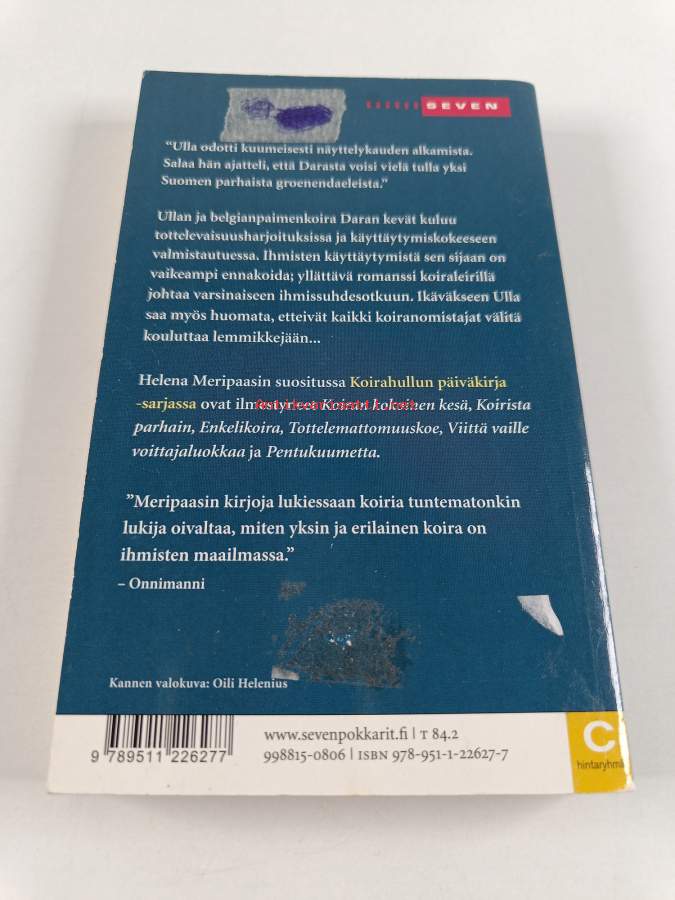 SEVEN
"Ulla odotti kuumeisesti näyttelykauden alkamista.
Salaa hän ajatteli, että Darasta voisi vielä tulla yksi
Suomen parhaista groenendaeleista."
Ullan ja belgianpaimenkoira Daran kevät kuluu
tottelevaisuusharjoituksissa ja käyttäytymiskokeeseen
valmistautuessa. Ihmisten käyttäytymistä sen sijaan on
vaikeampi ennakoida; yllättävä romanssi koiraleirillä
johtaa varsinaiseen ihmissuhdesotkuun. Ikäväkseen Ulla
saa myös huomata, etteivät kaikki koiranomistajat välitä
kouluttaa lemmikkejään...
Helena Meripaasin suositussa Koirahullun päiväkirja
-sarjassa ovat ilmestyneet Koiran kokoinen kesä, Koirista
parhain, Enkelikoira, Tottelemattomuuskoe, Viittä vaille
voittajaluokkaa ja Pentukuumetta.
"Meripaasin kirjoja lukiessaan koiria tuntematonkin
lukija oivaltaa, miten yksin ja erilainen koira on
ihmisten maailmassa."
– Onnimanni
Kannen valokuva: Oili Helenius
www.sevenpokkarit.fi | T 84.2
998815-0806 | ISBN 978-951-1-22627-7
9 789511 226277
C
hintaryhmä